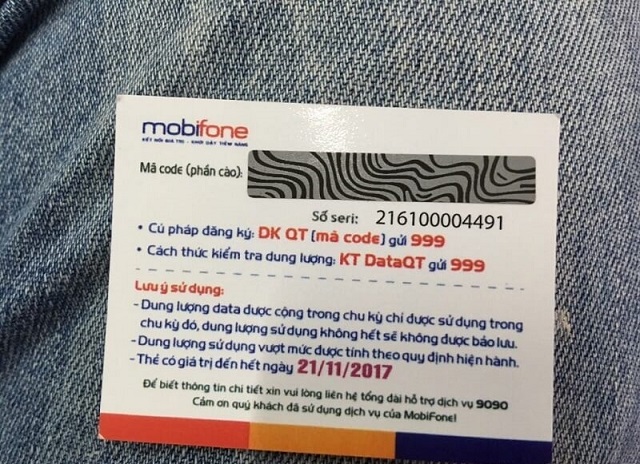 mobifone
KẾT NỐI GIÁ TRỊ - KHƠI DẬY TIỀM NĂNG
Mã code (phần cào):
Số seri: 216100004491
• Cú pháp đăng ký: DK QT [mã code] gửi 999
• Cách thức kiểm tra dung lượng: KT DataQT gửi 999
Lưu ý sử dụng:
- Dung lượng data được cộng trong chu kỳ chỉ được sử dụng trong
chu kỳ đó, dung lượng sử dụng không hết sẽ không được bảo lưu.
- Dung lượng sử dụng vượt mức được tính theo quy định hiện hành.
- Thẻ có giá trị đến hết ngày 21/11/2017
Để biết thông tin chi tiết xin vui lòng liên hệ tổng đài hỗ trợ dịch vụ 9090
Cảm ơn quý khách đã sử dụng dịch vụ của MobiFone!